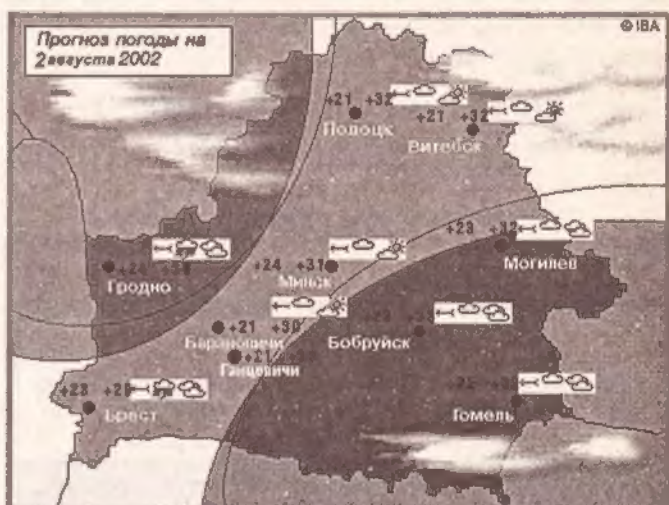 Прогноз погоды на
2 августа 2002
© IBA
+21 +32
Полоцк
+21 +32
Витебск
+23 +32
Могилев
Гродно
+24 +31
Минск
+21 +30
Барановичи
Ганцевичи
Бобруйск
Брест
Гомель